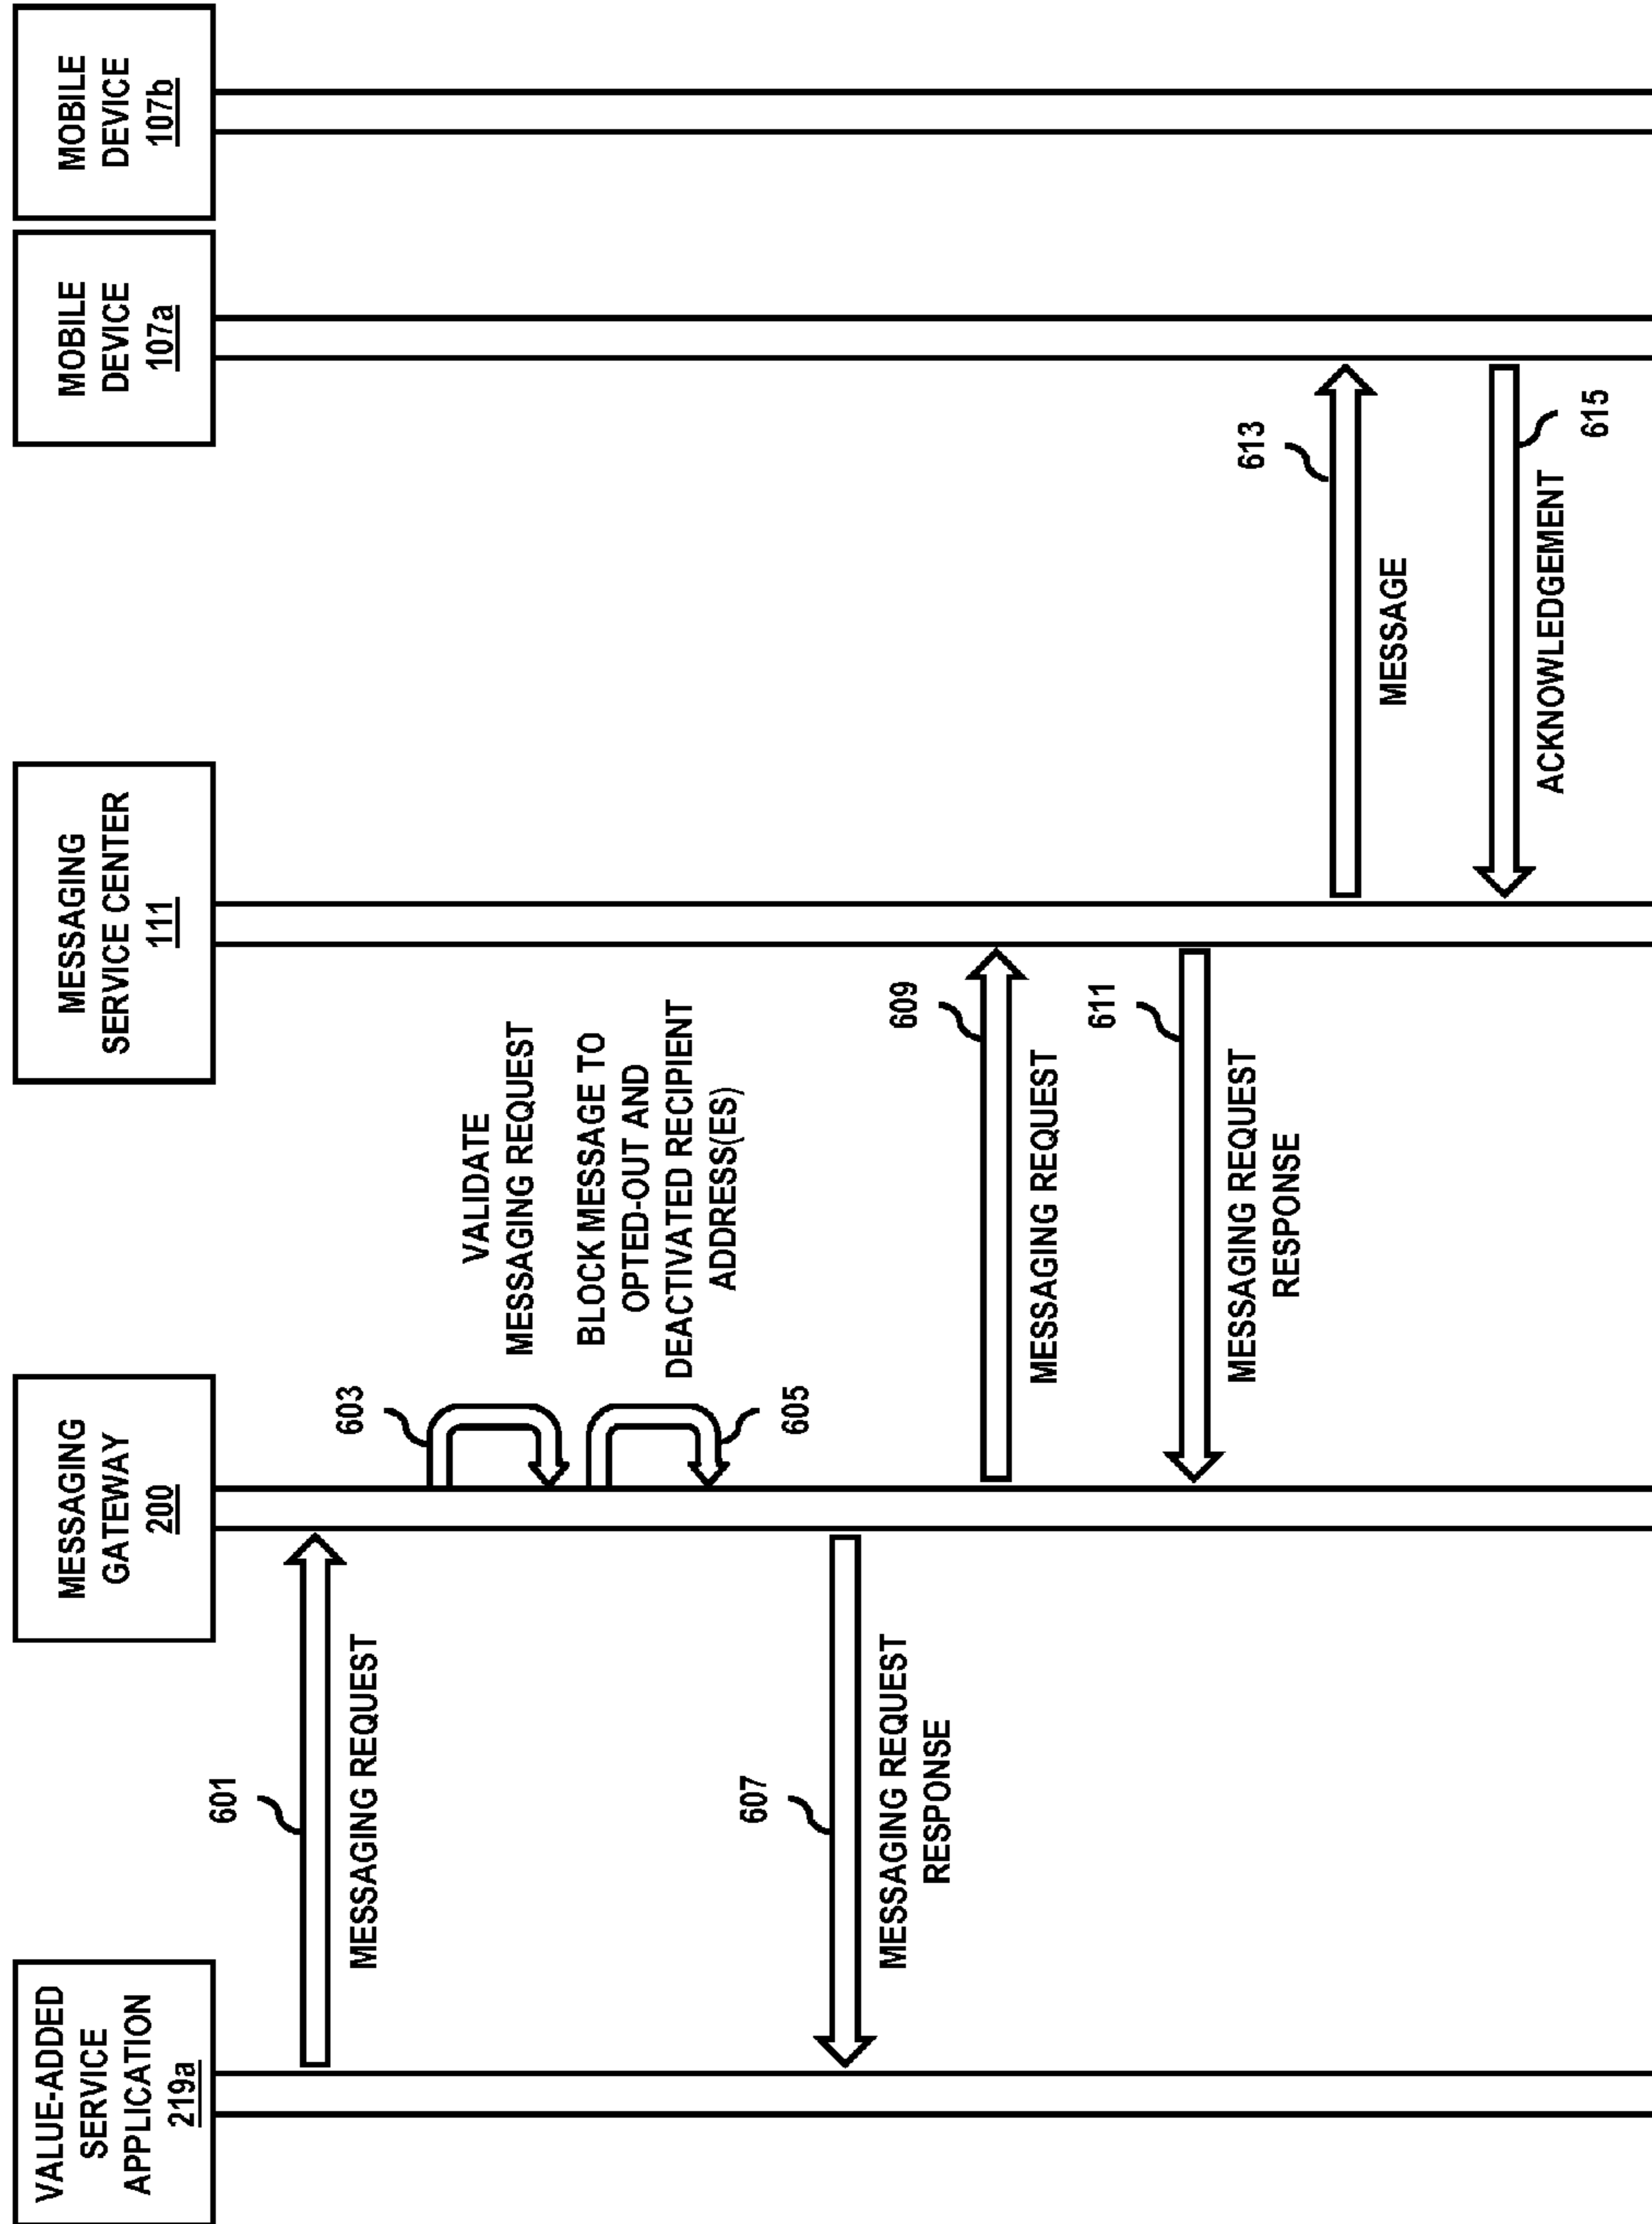 VALUE-ADDED
SERVICE
APPLICATION
219a
MESSAGING
GATEWAY
200
MESSAGING
SERVICE CENTER
111
MOBILE
DEVICE
107a
MOBILE
DEVICE
107b
601
MESSAGING REQUEST
603
VALIDATE
MESSAGING REQUEST
BLOCK MESSAGE TO
OPTED-OUT AND
DEACTIVATED RECIPIENT
ADDRESS(ES)
605
607
MESSAGING REQUEST
RESPONSE
609
MESSAGING REQUEST
611
MESSAGING REQUEST
RESPONSE
613
MESSAGE
615
ACKNOWLEDGEMENT